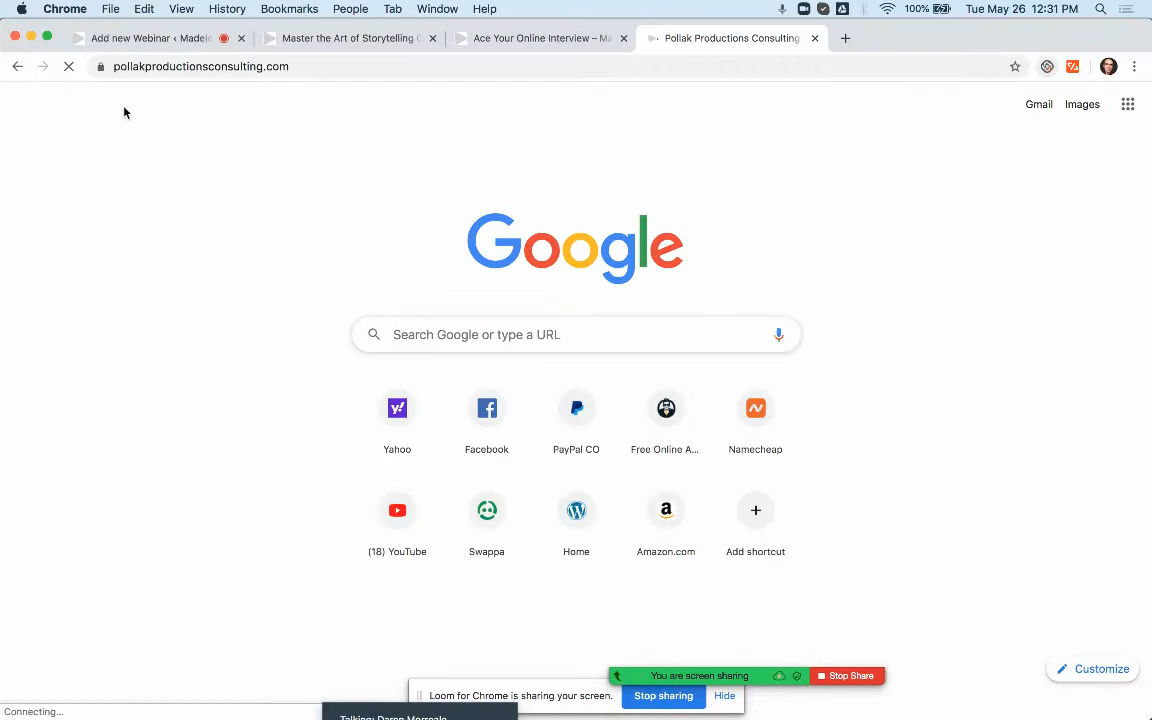 Chrome File Edit View History Bookmarks People Tab Window Help 100% Tue May 26 12:31 PM
Add new Webinar ‹ Madele
Master the Art of Storytelling
Ace Your Online Interview – Ma
Pollak Productions Consulting
pollakproductionsconsulting.com
Gmail Images
Google
Search Google or type a URL
Yahoo
Facebook
PayPal CO
Free Online A...
Namecheap
(18) YouTube
Swappa
Home
Amazon.com
Add shortcut
Customize
You are screen sharing Stop Share
Loom for Chrome is sharing your screen. Stop sharing Hide
Connecting...
Talking: